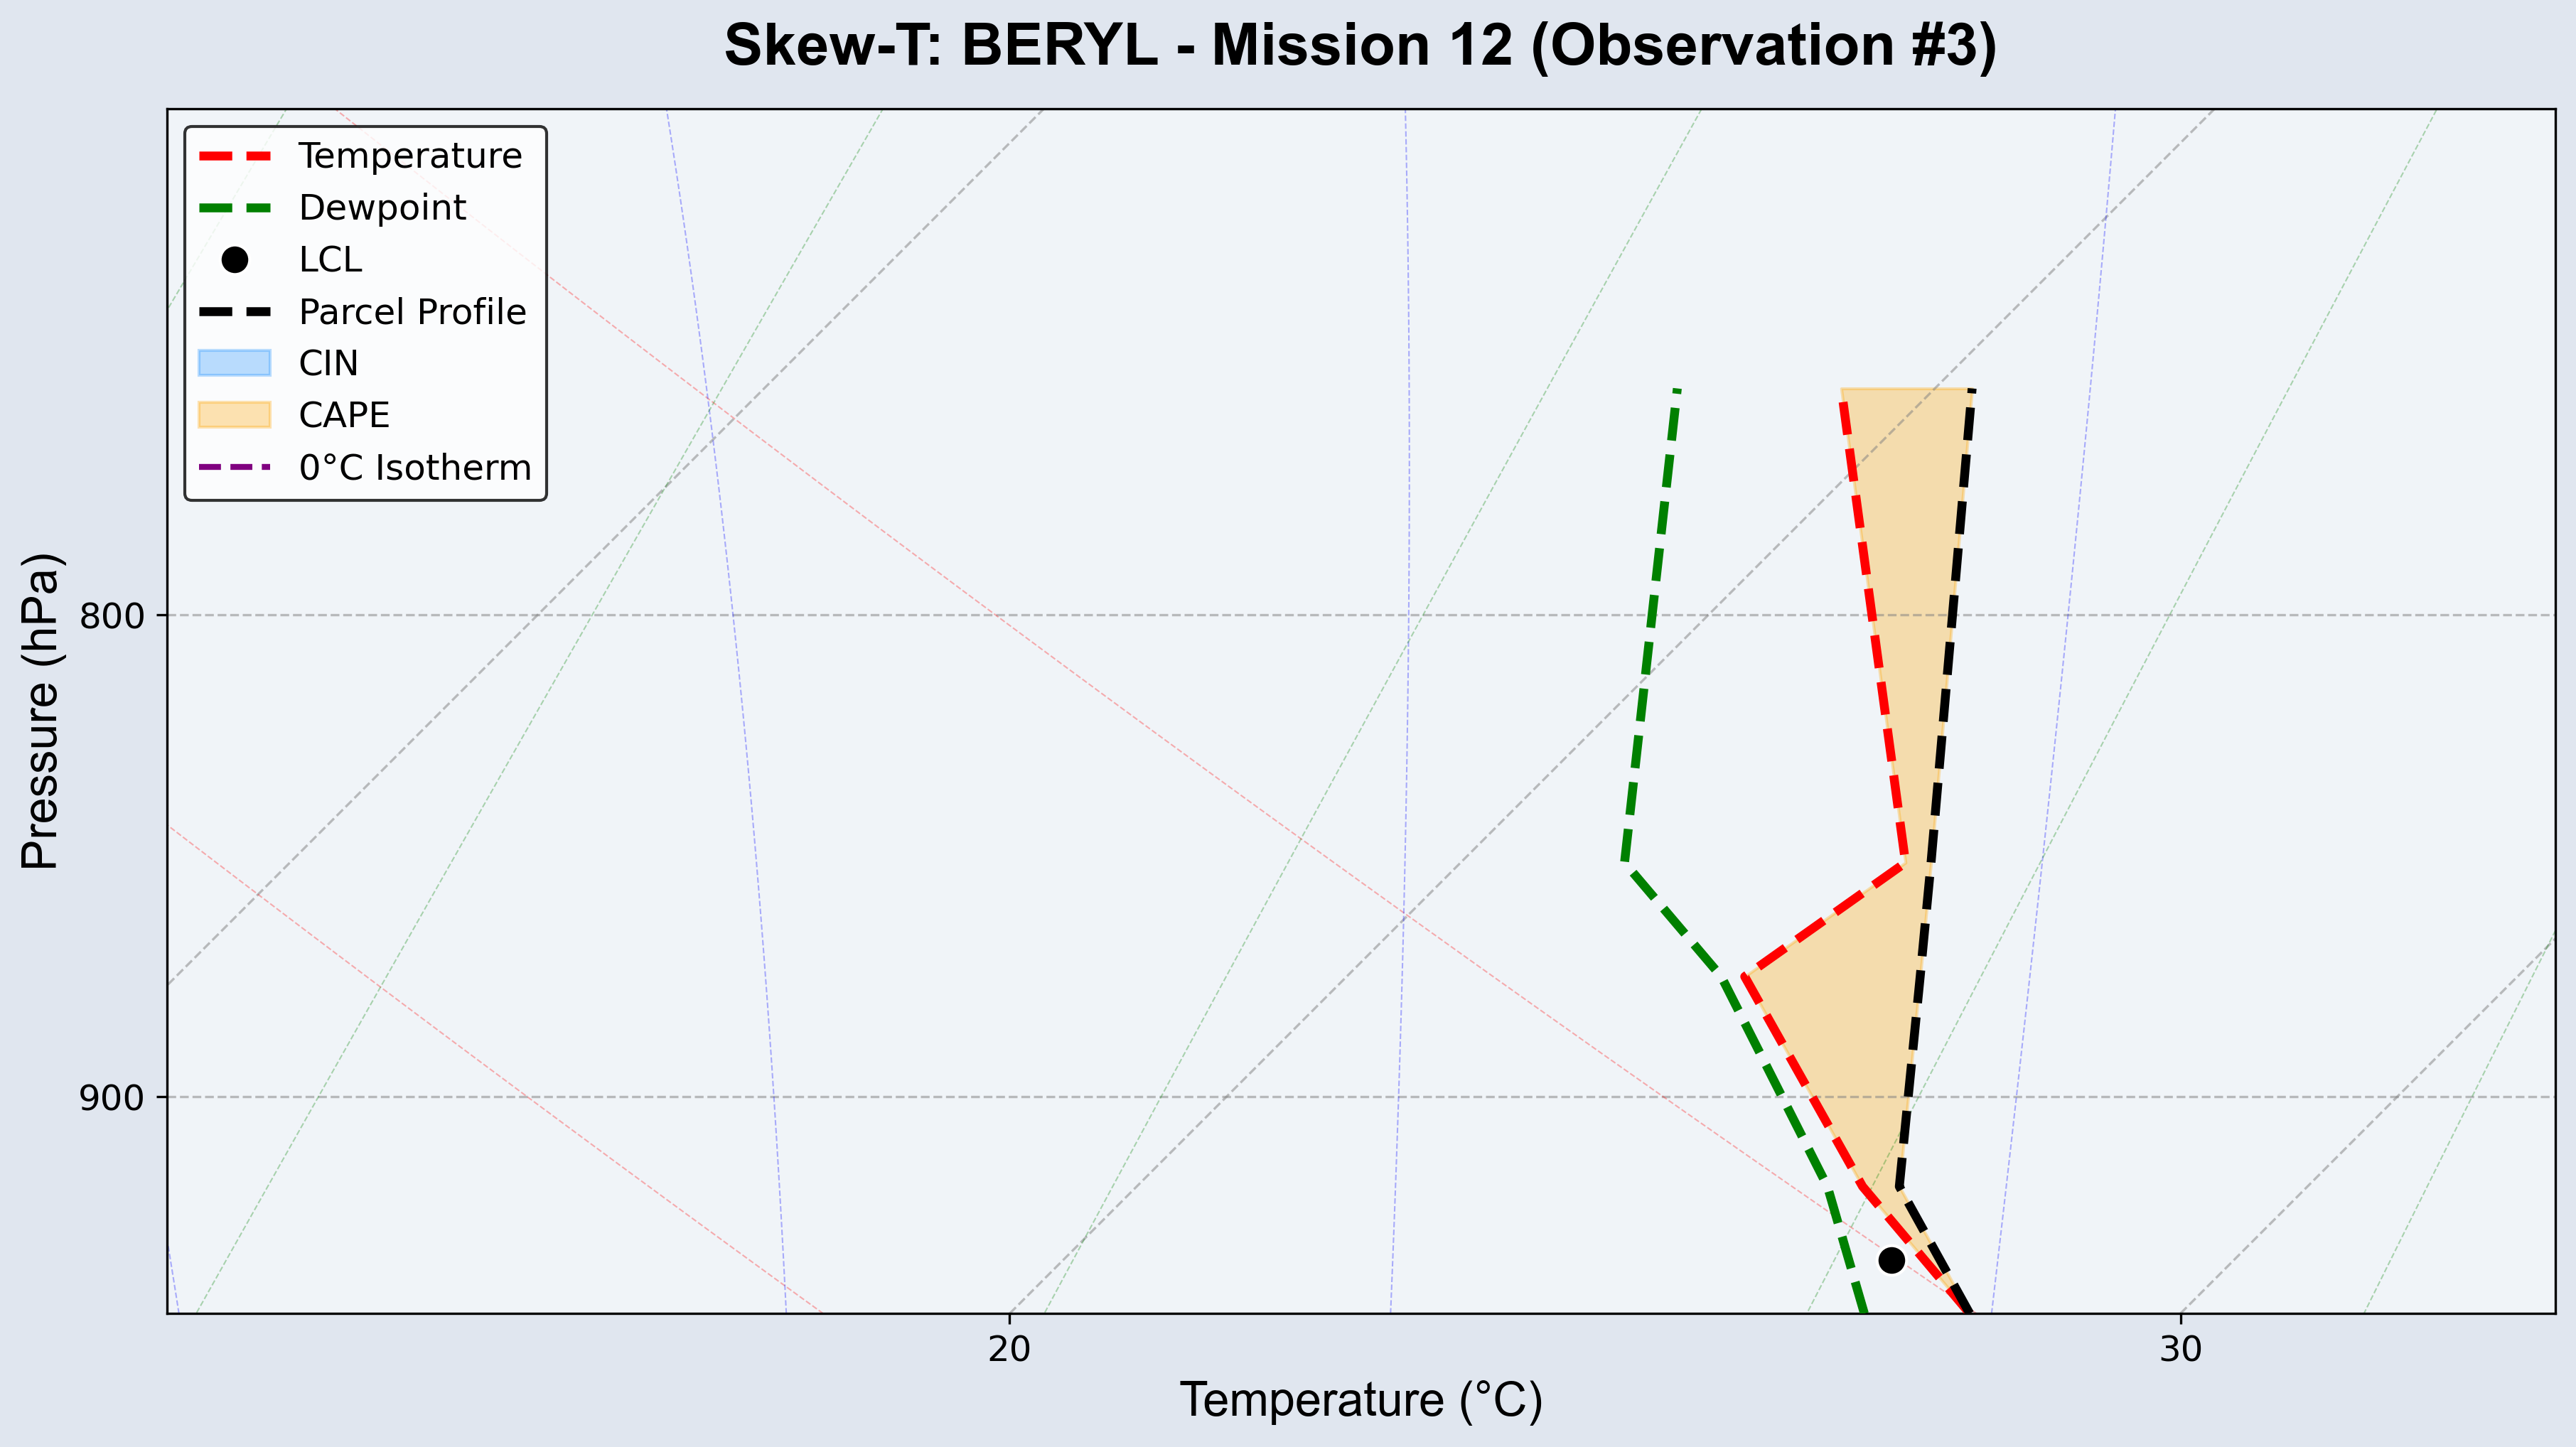 Skew-T: BERYL - Mission 12 (Observation #3)
Temperature
Dewpoint
LCL
Parcel Profile
CIN
CAPE
0°C Isotherm
Pressure (hPa)
800
900
20
30
Temperature (°C)